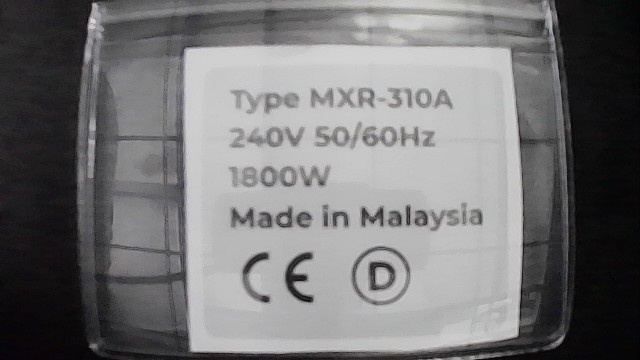 Type MXR-310A
240V 50/60Hz
1800W
Made in Malaysia
CE D